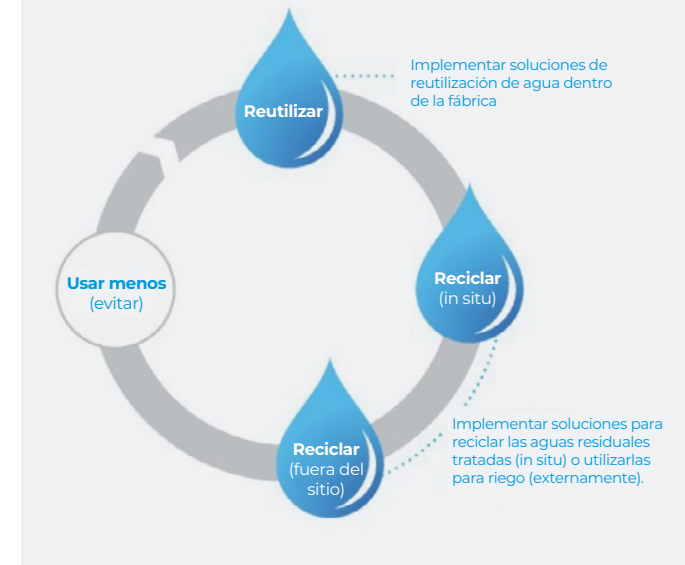 Reutilizar
Implementar soluciones de
reutilización de agua dentro
de la fábrica
Reciclar
(in situ)
Usar menos
(evitar)
Reciclar
(fuera del
sitio)
Implementar soluciones para
reciclar las aguas residuales
tratadas (in situ) o utilizarlas
para riego (externamente).